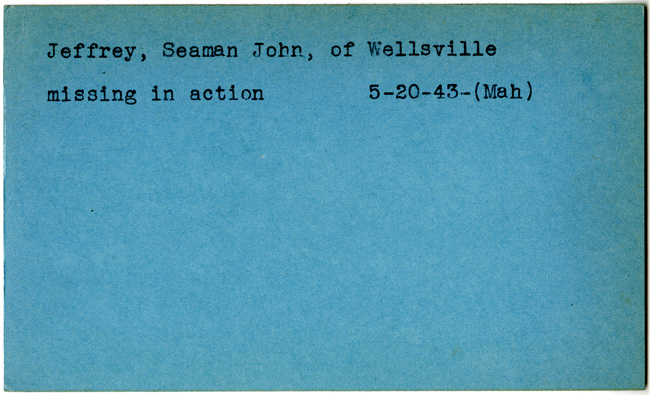 Jeffrey, Seaman John, of Wellsville
missing in action 5-20-43-(Mah)